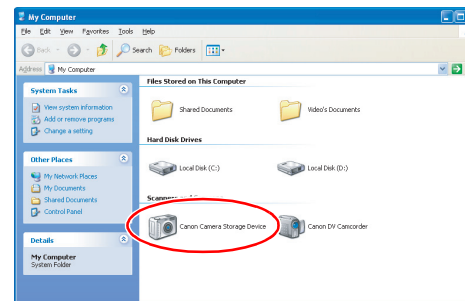 My Computer
File Edit View Favorites Tools Help
Back Search Folders
Address My Computer Go
System Tasks
View system information
Add or remove programs
Change a setting
Other Places
My Network Places
My Documents
Shared Documents
Control Panel
Details
My Computer
System Folder
Files Stored on This Computer
Shared Documents Video's Documents
Hard Disk Drives
Local Disk (C:) Local Disk (D:)
Scanners and
Canon Camera Storage Device Canon DV Camcorder